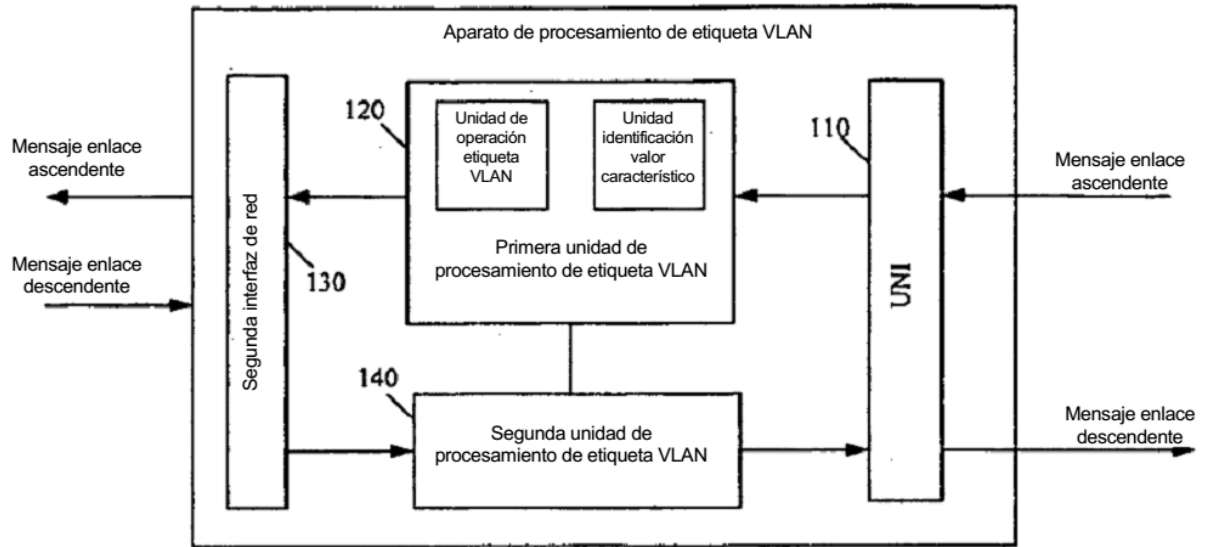 Aparato de procesamiento de etiqueta VLAN
120
Unidad de
operación
etiqueta
VLAN
Unidad
identificación
valor
característico
110
Mensaje enlace
ascendente
Mensaje enlace
ascendente
Primera unidad de
procesamiento de etiqueta VLAN
Mensaje enlace
descendente
Segunda interfaz de red
130
UNI
140
Segunda unidad de
procesamiento de etiqueta VLAN
Mensaje enlace
descendente